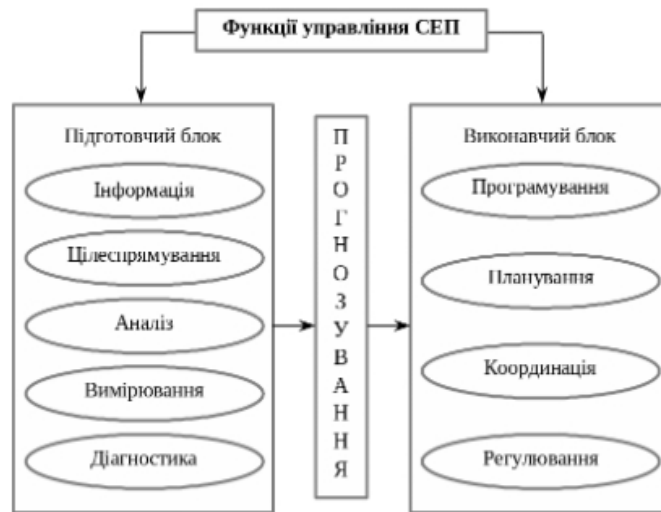 Функції управління СЕП
Підготовчий блок
Інформація
Цілеспрямування
Аналіз
Вимірювання
Діагностика
П
Р
О
Г
Н
О
З
У
В
А
Н
Н
Я
Виконавчий блок
Програмування
Планування
Координація
Регулювання